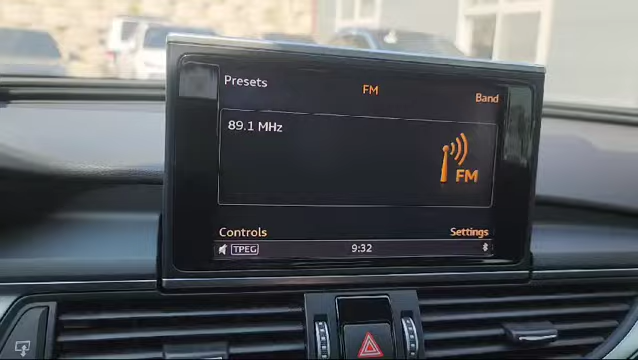 Presets
FM
Band
89.1 MHz
FM
Controls
Settings
TPEG
9:32